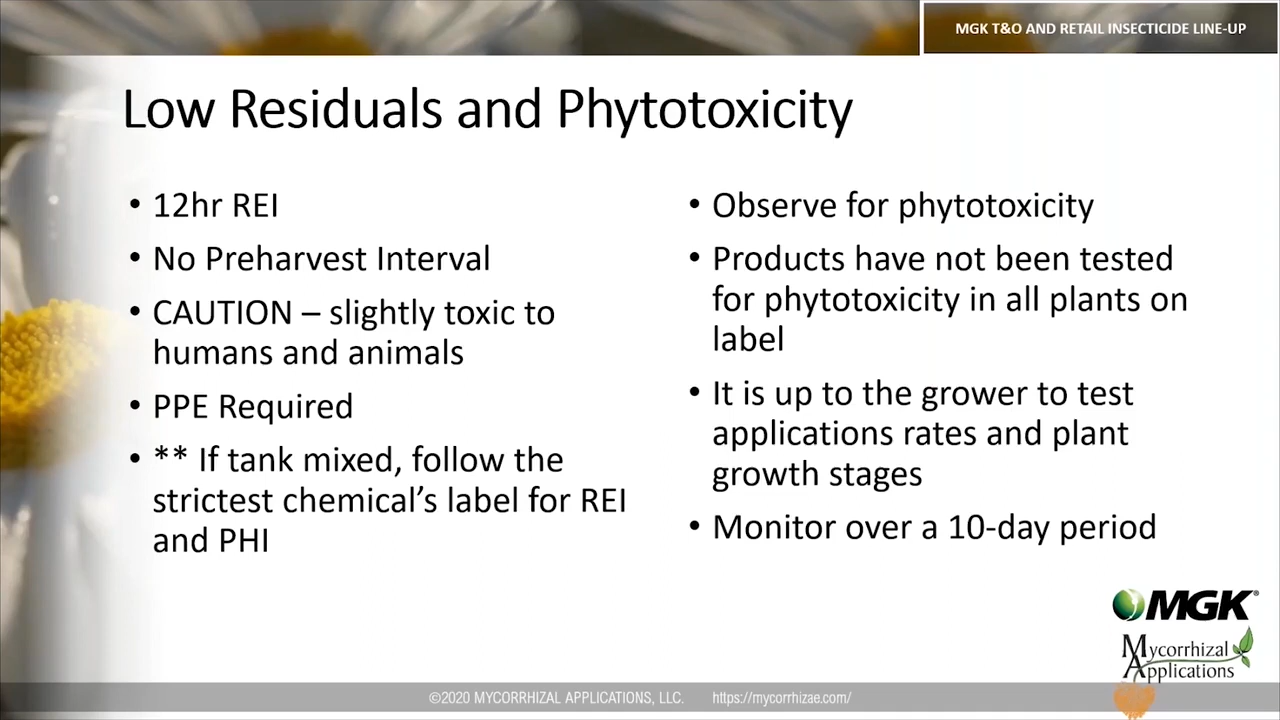 MGK T&O AND RETAIL INSECTICIDE LINE-UP
Low Residuals and Phytotoxicity
• 12hr REI
• No Preharvest Interval
• CAUTION – slightly toxic to
humans and animals
• PPE Required
• ** If tank mixed, follow the
strictest chemical’s label for REI
and PHI
• Observe for phytotoxicity
• Products have not been tested
for phytotoxicity in all plants on
label
• It is up to the grower to test
applications rates and plant
growth stages
• Monitor over a 10-day period
MGK®
Mycorrhizal
Applications
©2020 MYCORRHIZAL APPLICATIONS, LLC. https://mycorrhizae.com/